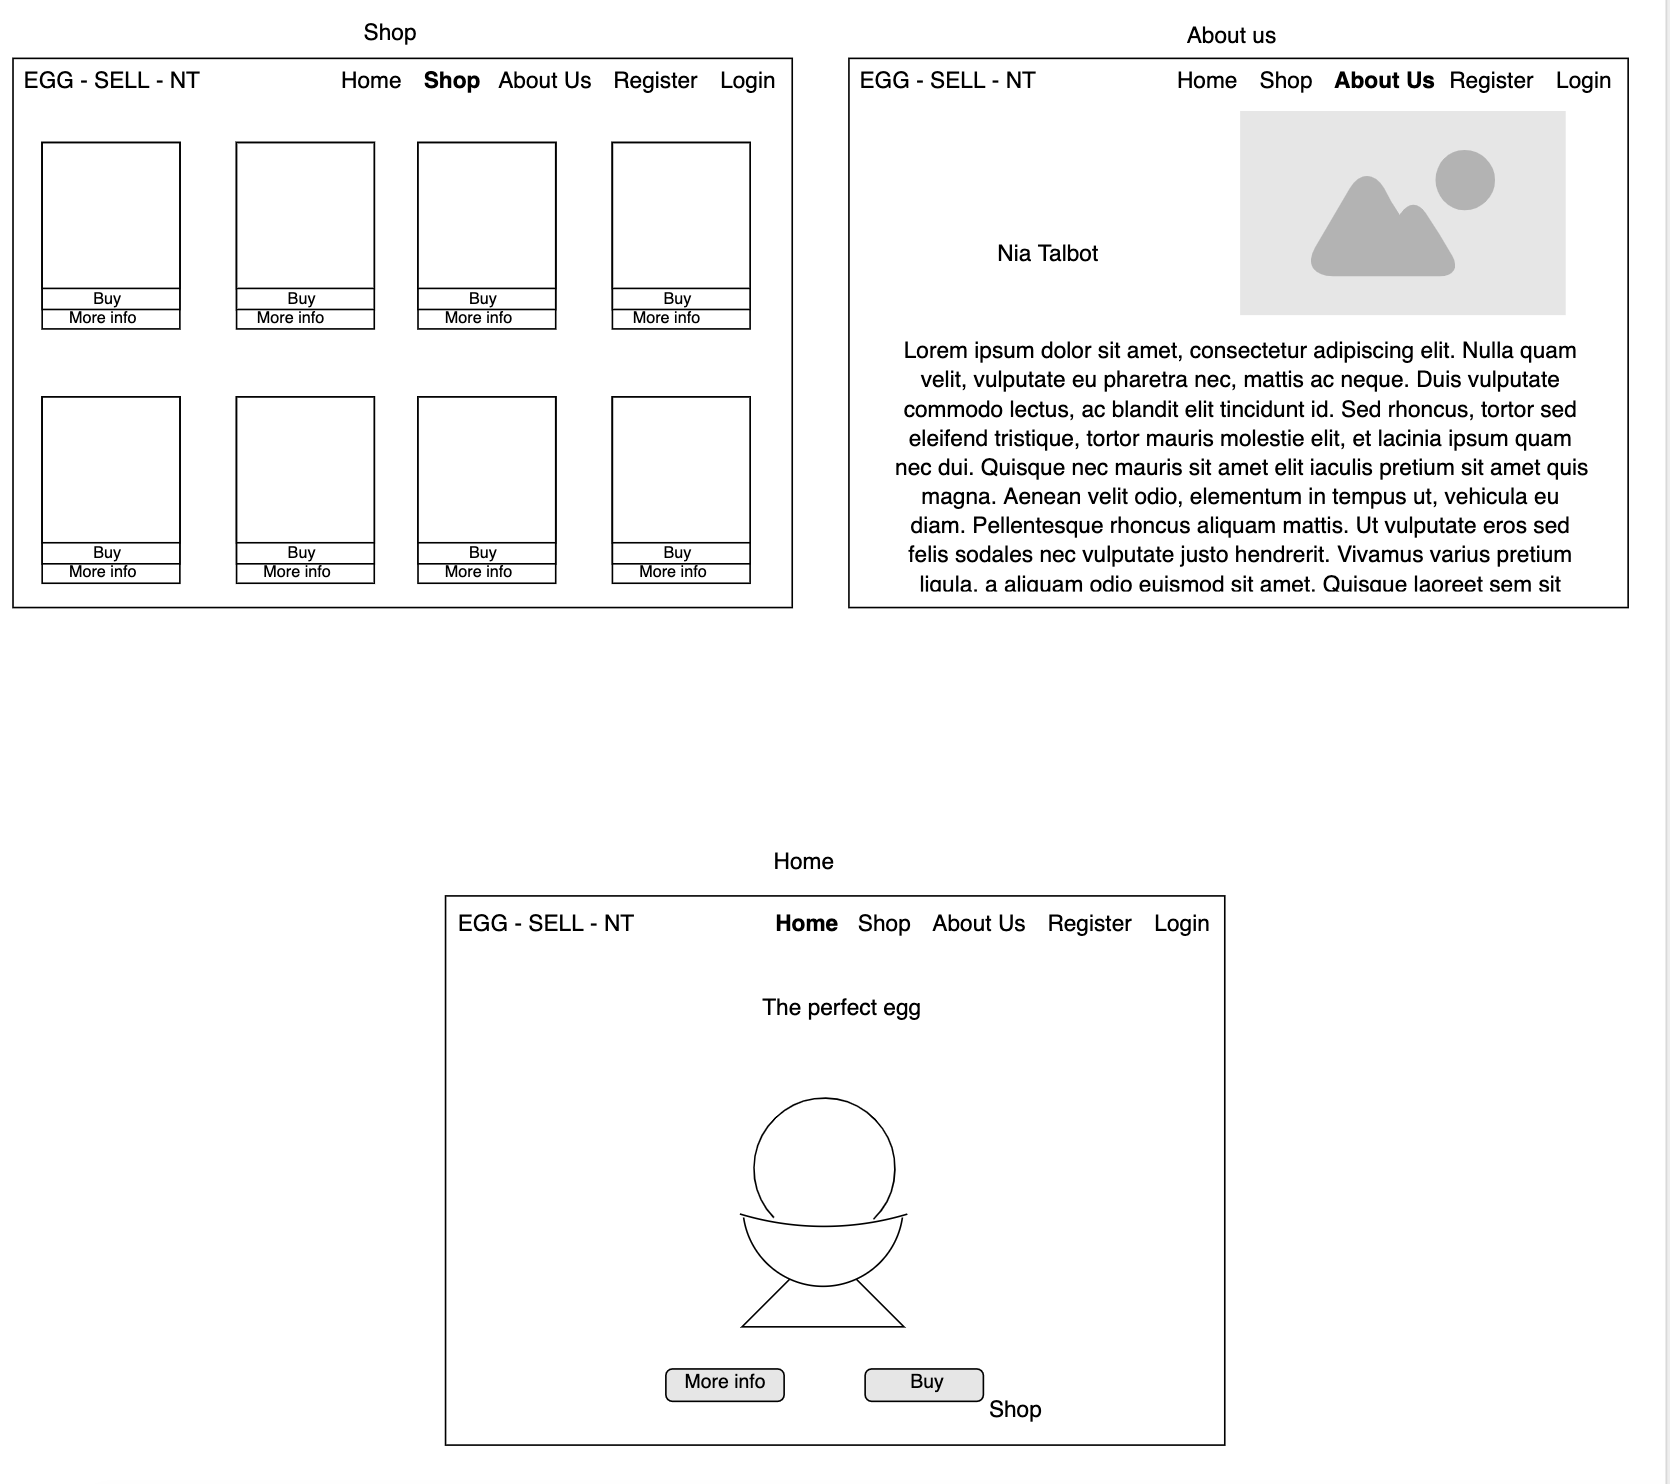 Shop
EGG - SELL - NT Home Shop About Us Register Login
Buy Buy Buy Buy
More info More info More info More info
Buy Buy Buy Buy
More info More info More info More info
About us
EGG - SELL - NT Home Shop About Us Register Login
Nia Talbot
Lorem ipsum dolor sit amet, consectetur adipiscing elit. Nulla quam
velit, vulputate eu pharetra nec, mattis ac neque. Duis vulputate
commodo lectus, ac blandit elit tincidunt id. Sed rhoncus, tortor sed
eleifend tristique, tortor mauris molestie elit, et lacinia ipsum quam
nec dui. Quisque nec mauris sit amet elit iaculis pretium sit amet quis
magna. Aenean velit odio, elementum in tempus ut, vehicula eu
diam. Pellentesque rhoncus aliquam mattis. Ut vulputate eros sed
felis sodales nec vulputate justo hendrerit. Vivamus varius pretium
ligula, a aliquam odio euismod sit amet. Quisque laoreet sem sit
Home
EGG - SELL - NT Home Shop About Us Register Login
The perfect egg
More info Buy
Shop